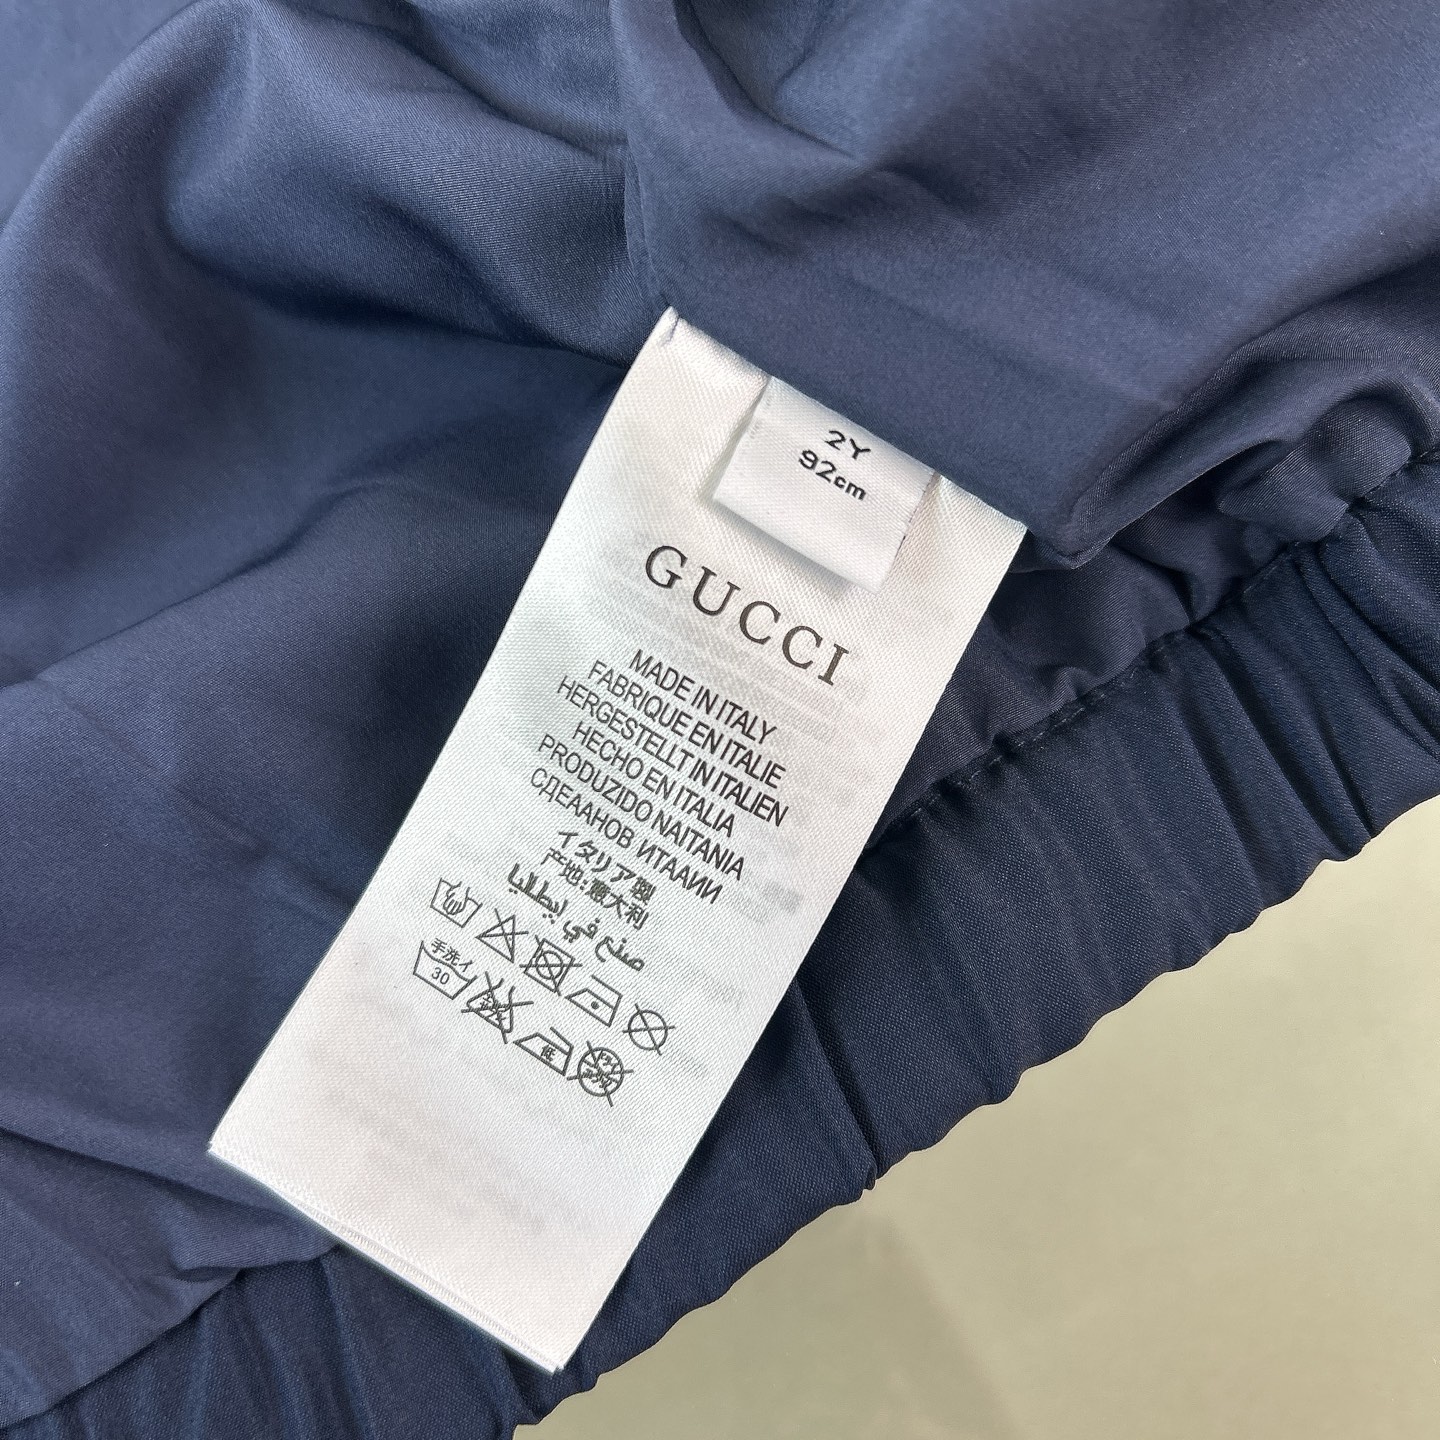 2Y
92cm
GUCCI
MADE IN ITALY
FABRIQUE EN ITALIE
HERGESTELLT IN ITALIEN
HECHO EN ITALIA
PRODUZIDO NAITANIA
СДЕААНОВ ИТААИИ
イタリア製
产地:意大利
صنع في إيطاليا
手洗イ
30
低